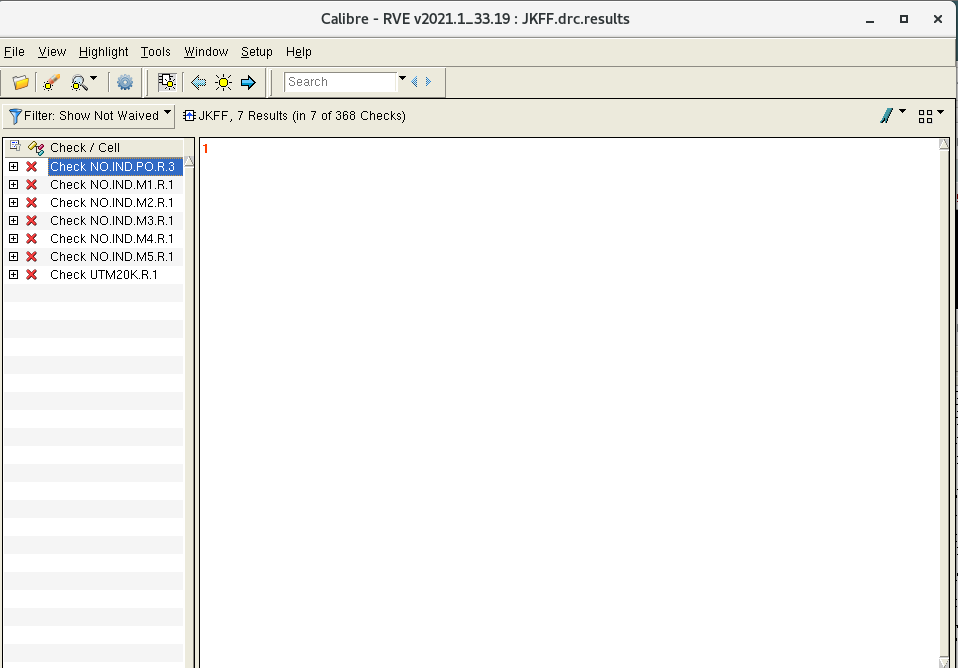 Calibre - RVE v2021.1_33.19 : JKFF.drc.results
File View Highlight Tools Window Setup Help
Search
Filter: Show Not Waived JKFF, 7 Results (in 7 of 368 Checks)
Check / Cell
1
Check NO.IND.PO.R.3
Check NO.IND.M1.R.1
Check NO.IND.M2.R.1
Check NO.IND.M3.R.1
Check NO.IND.M4.R.1
Check NO.IND.M5.R.1
Check UTM20K.R.1